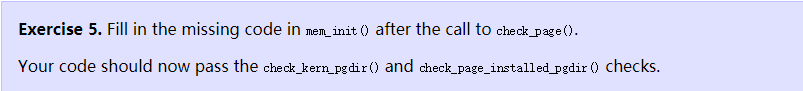 Exercise 5. Fill in the missing code in mem_init() after the call to check_page().
Your code should now pass the check_kern_pgdir() and check_page_installed_pgdir() checks.